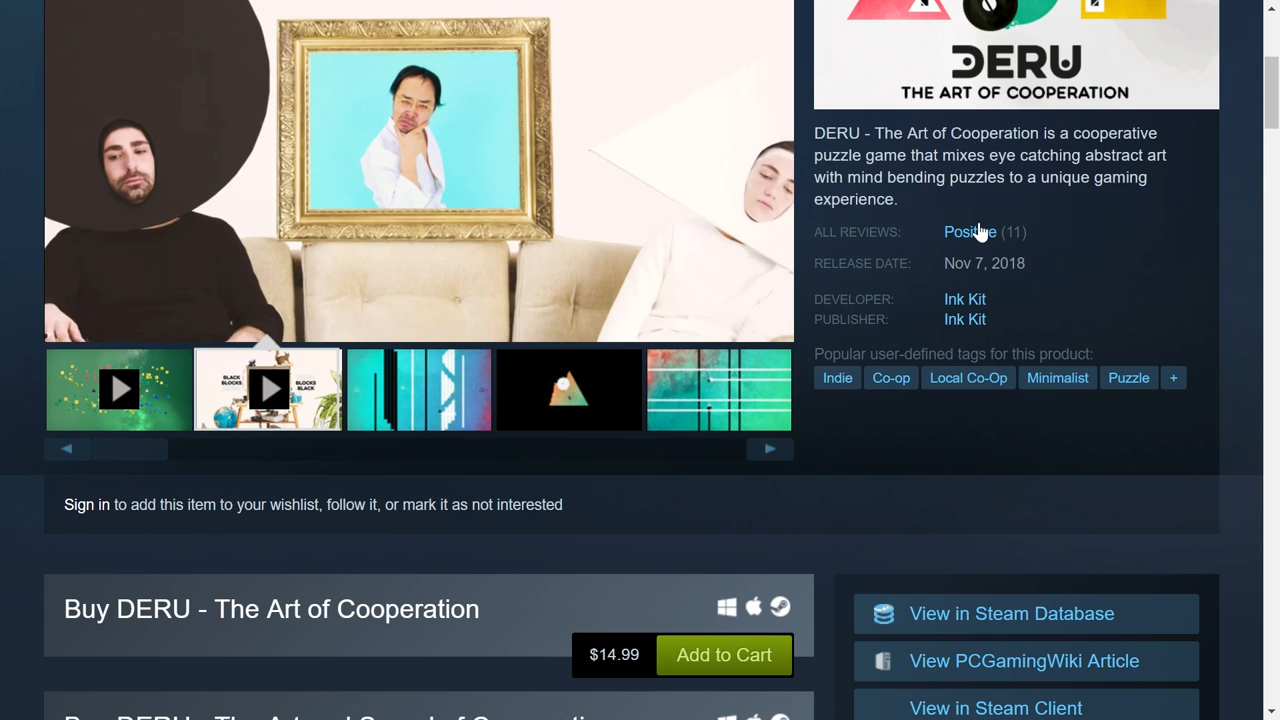 DERU
THE ART OF COOPERATION
DERU - The Art of Cooperation is a cooperative
puzzle game that mixes eye catching abstract art
with mind bending puzzles to a unique gaming
experience.
ALL REVIEWS: Positive (11)
RELEASE DATE: Nov 7, 2018
DEVELOPER: Ink Kit
PUBLISHER: Ink Kit
Popular user-defined tags for this product:
Indie Co-op Local Co-Op Minimalist Puzzle +
BLACK
BLOCKS
BLOCKS
BLACK
Sign in to add this item to your wishlist, follow it, or mark it as not interested
Buy DERU - The Art of Cooperation
$14.99 Add to Cart
View in Steam Database
View PCGamingWiki Article
View in Steam Client